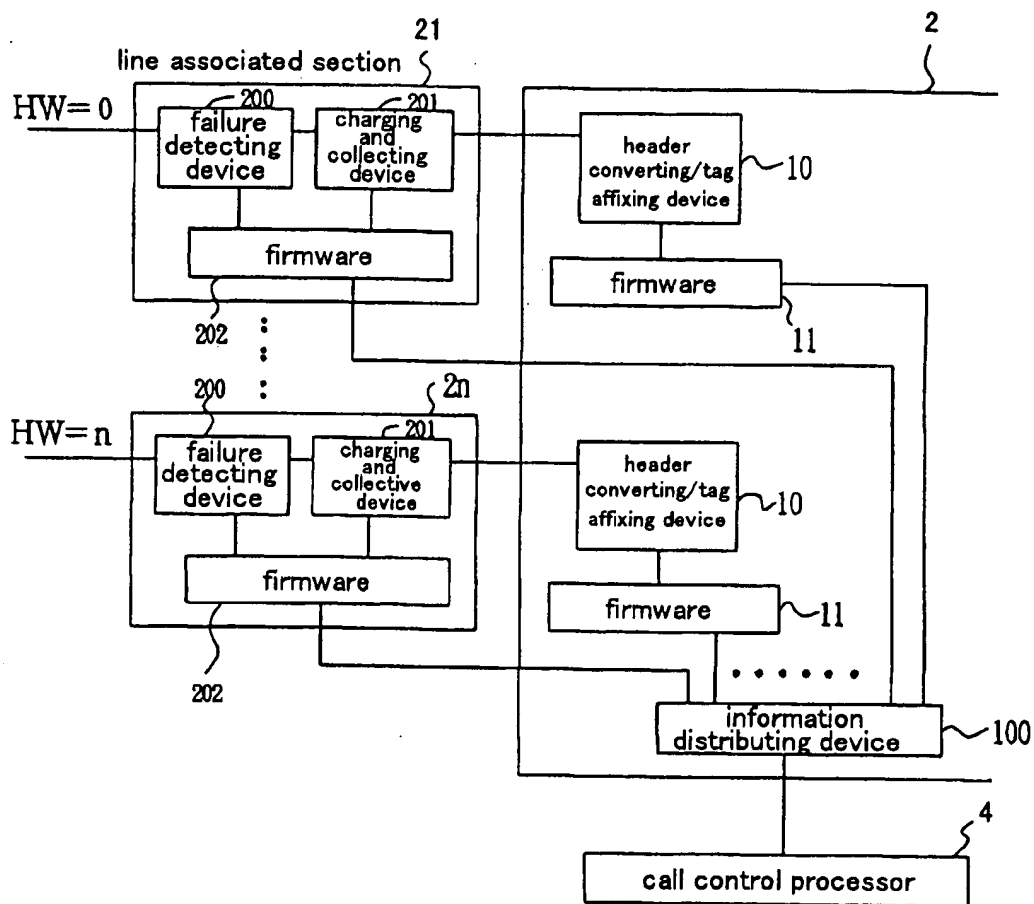 21
2
line associated section
HW=0
200
201
failure
detecting
device
charging
and
collecting
device
header
converting/tag
affixing device
10
firmware
firmware
202
11
200
2n
HW=n
201
failure
detecting
device
charging
and
collective
device
header
converting/tag
affixing device
10
firmware
firmware
11
202
information
distributing device
100
4
call control processor